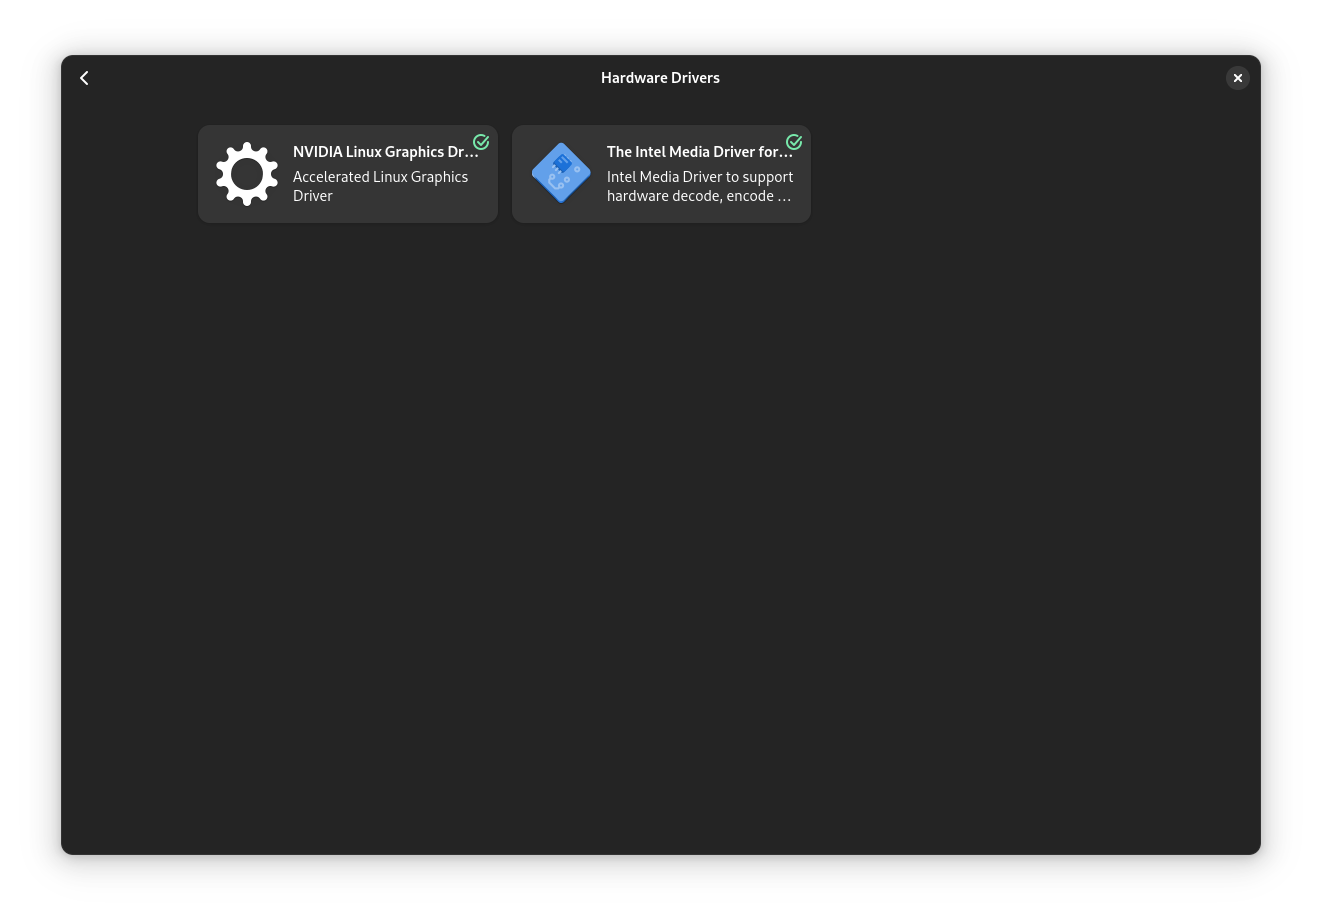 Hardware Drivers
NVIDIA Linux Graphics Dr…
Accelerated Linux Graphics
Driver
The Intel Media Driver for…
Intel Media Driver to support
hardware decode, encode …